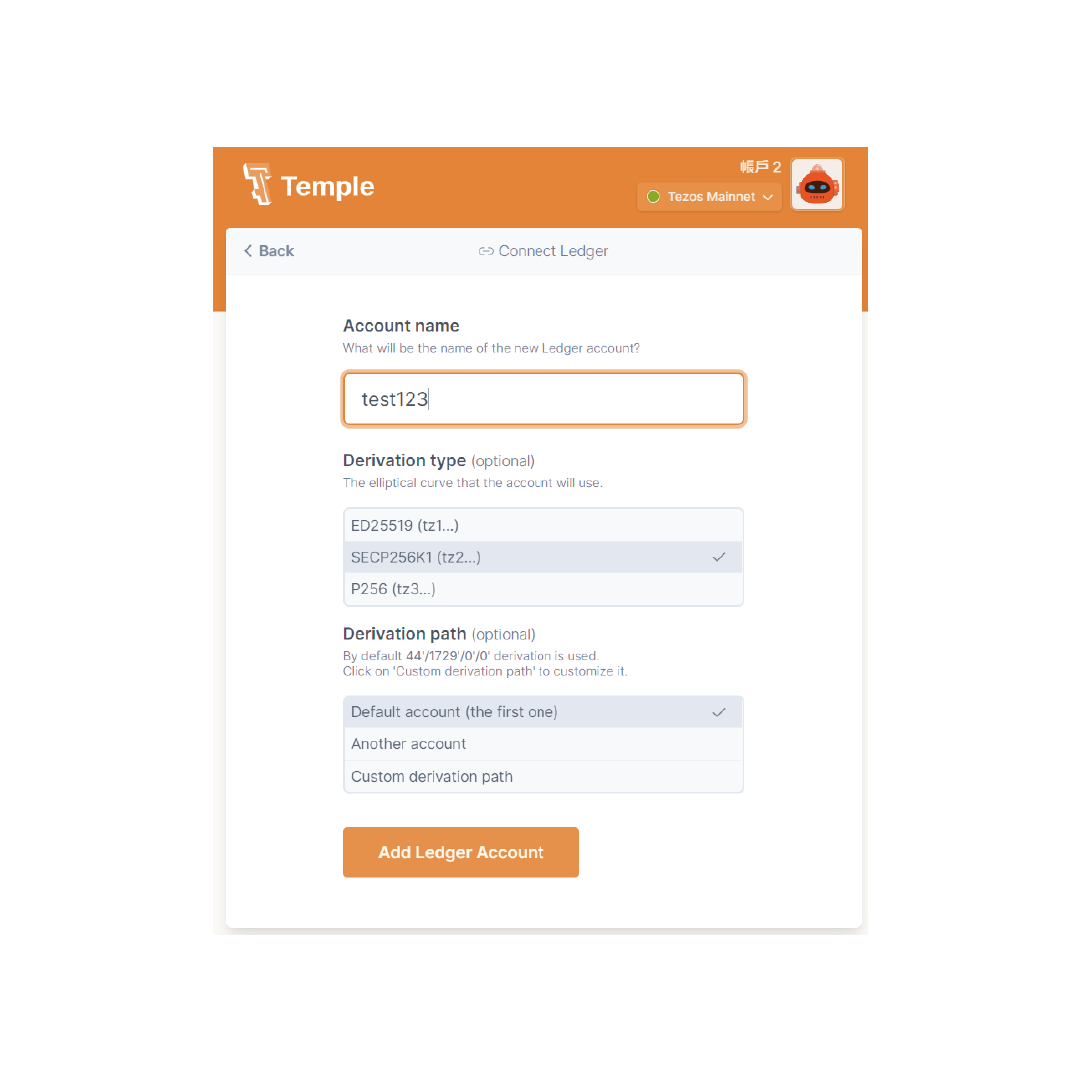 Temple
帳戶 2
Tezos Mainnet
Back
Connect Ledger
Account name
What will be the name of the new Ledger account?
test123
Derivation type (optional)
The elliptical curve that the account will use.
ED25519 (tz1...)
SECP256K1 (tz2...)
P256 (tz3...)
Derivation path (optional)
By default 44'/1729'/0'/0' derivation is used.
Click on 'Custom derivation path' to customize it.
Default account (the first one)
Another account
Custom derivation path
Add Ledger Account